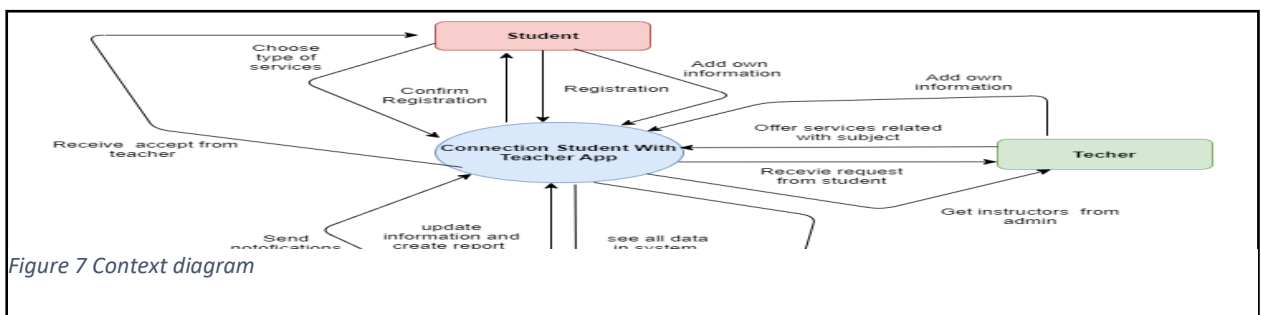 Student
Choose
type of
services
Add own
information
Add own
information
Confirm
Registration
Registration
Offer services related
with subject
Receive accept from
teacher
Connection Student With
Teacher App
Techer
Recevie request
from student
Get instructors from
admin
Send
notofications
update
information and
create report
see all data
in system
Figure 7 Context diagram